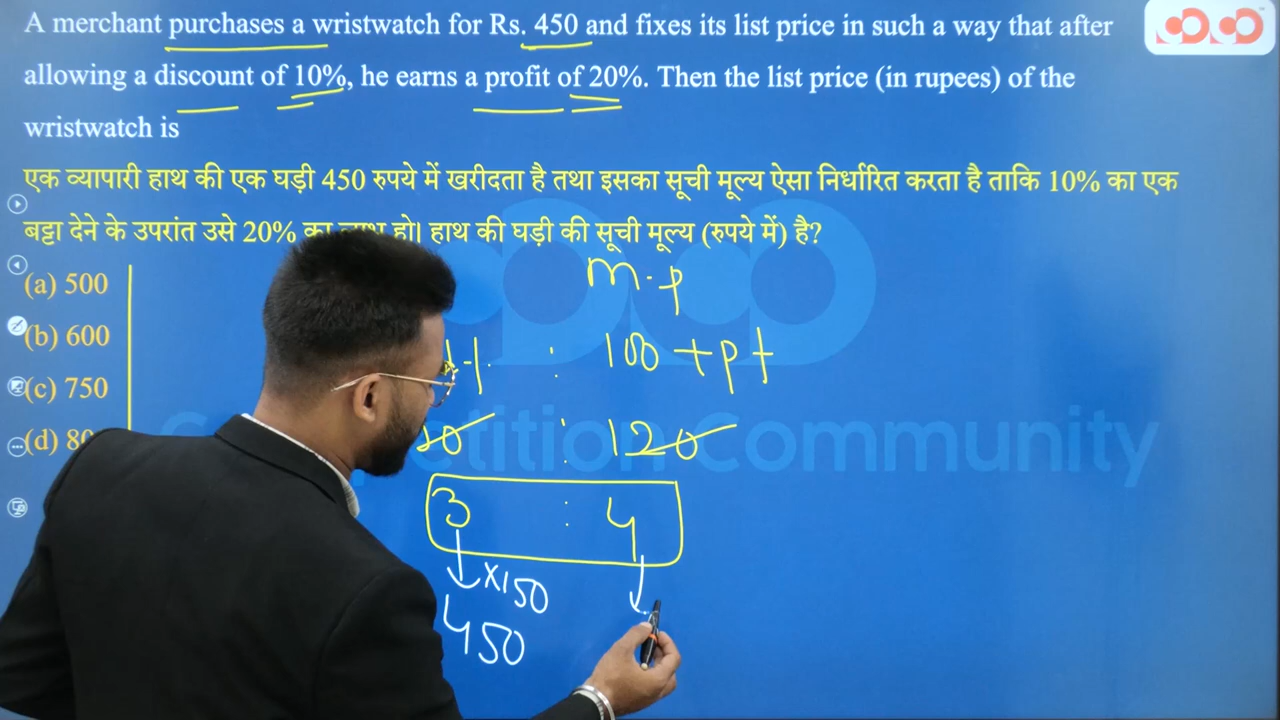 A merchant purchases a wristwatch for Rs. 450 and fixes its list price in such a way that after
allowing a discount of 10%, he earns a profit of 20%. Then the list price (in rupees) of the
wristwatch is
एक व्यापारी हाथ की एक घड़ी 450 रुपये में खरीदता है तथा इसका सूची मूल्य ऐसा निर्धारित करता है ताकि 10% का एक
बट्टा देने के उपरांत उसे 20% का लाभ हो। हाथ की घड़ी की सूची मूल्य (रुपये में) है?
m.p
(a) 500
(b) 600
: 100 + p%
(c) 750
: 120
(d)
Community
3 : 4
×150
450